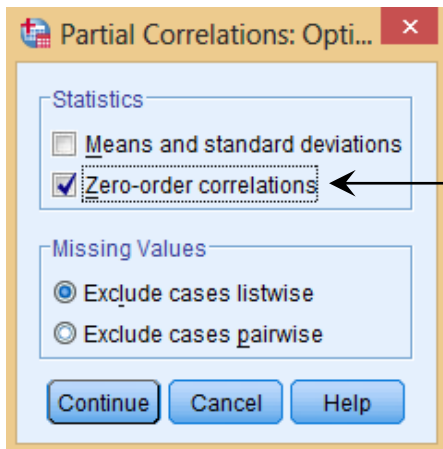 Partial Correlations: Opti...
Statistics
Means and standard deviations
Zero-order correlations
Missing Values
Exclude cases listwise
Exclude cases pairwise
Continue Cancel Help